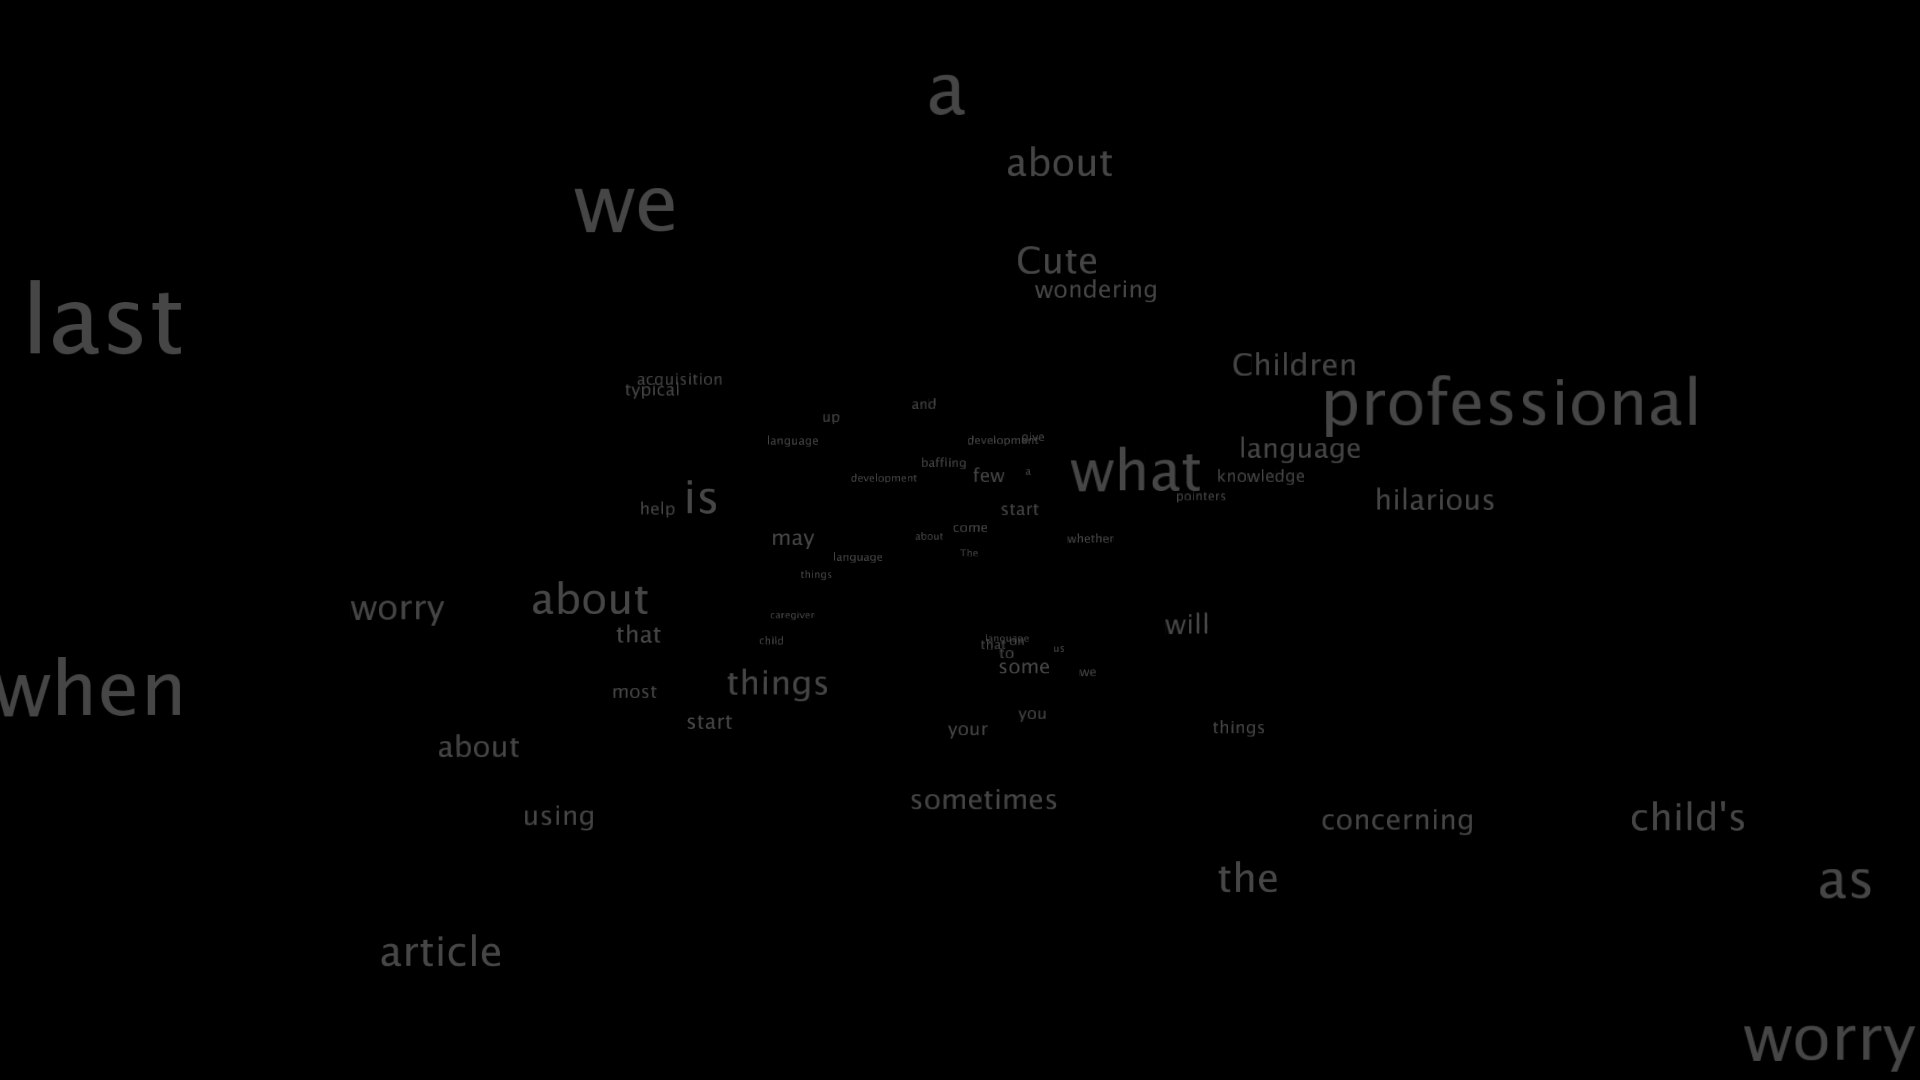 a
about
we
Cute
wondering
last
Children
acquisition
typical
professional
and
up
language
development
give
language
baffling
what
few
a
knowledge
development
pointers
is
hilarious
help
start
come
may
about
whether
The
language
things
about
worry
caregiver
will
that
child
language
on
that
us
to
some
we
things
when
most
you
start
your
things
about
sometimes
using
child's
concerning
the
as
article
worry